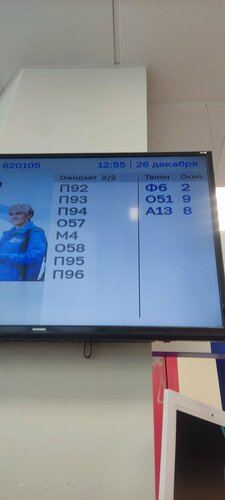 620105 12:55 | 26 декабря
Ожидает 2/2 Талон Окно
П92 Ф6 2
П93 О51 9
П94 А13 8
О57
М4
О58
П95
П96